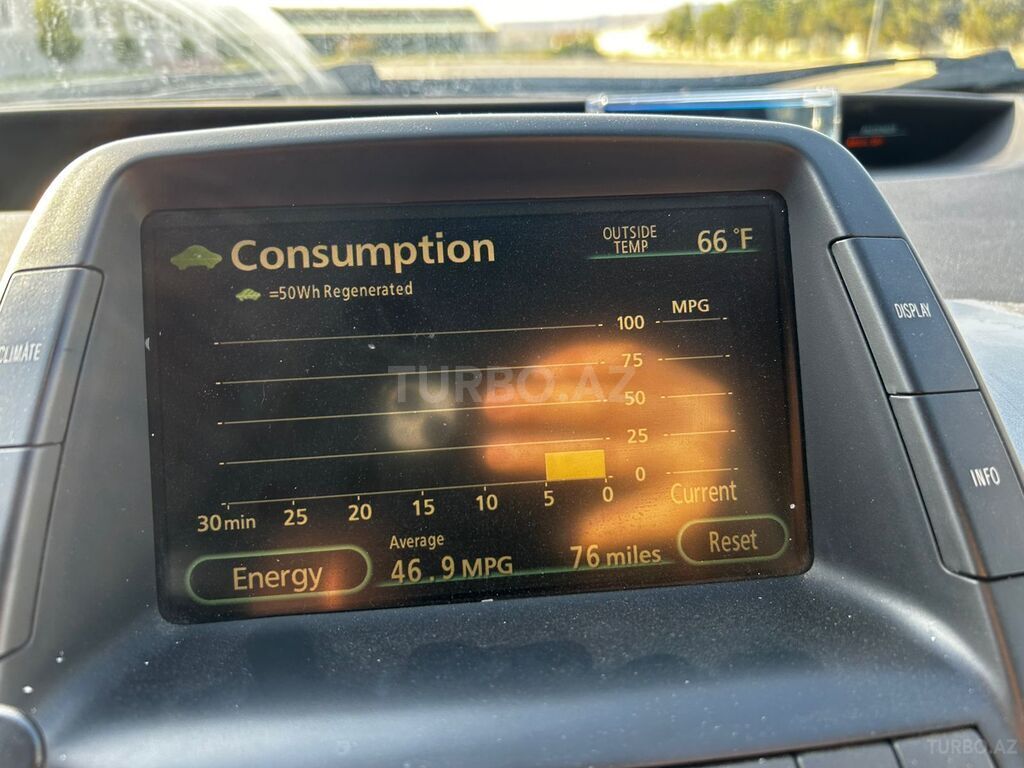 Consumption
OUTSIDE TEMP 66 °F
=50Wh Regenerated
MPG
100
75
50
25
0
30min 25 20 15 10 5 0
Current
Average
46.9 MPG 76 miles
Energy
Reset
CLIMATE
DISPLAY
INFO
TURBO.AZ
TURBO.AZ